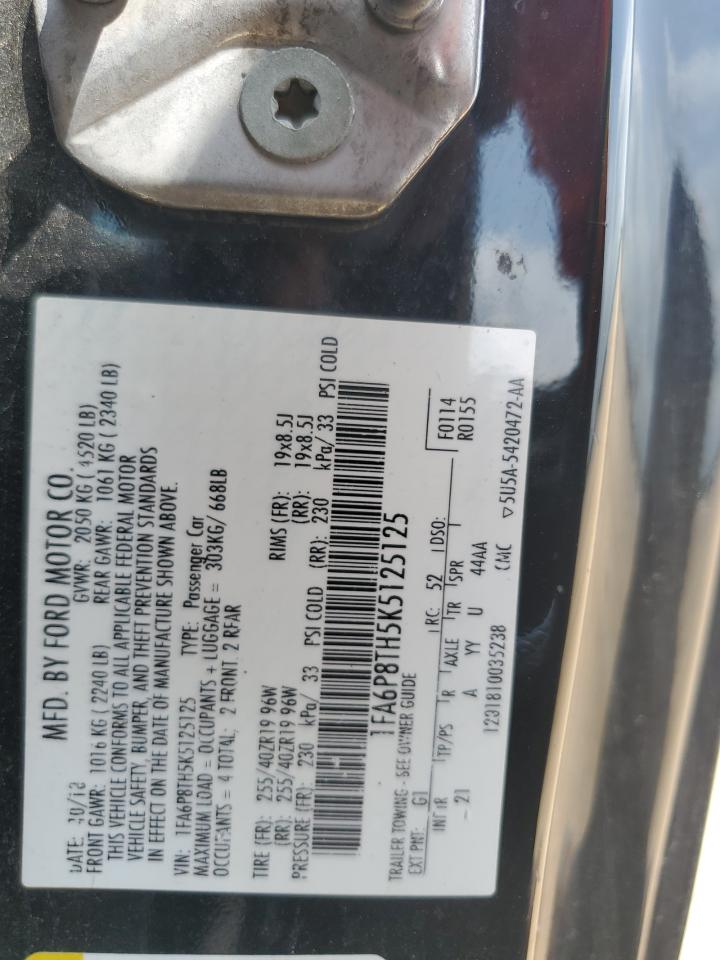 MFD. BY FORD MOTOR CO.
DATE: 10/18 GVWR: 2050 KG ( 4520 LB)
FRONT GAWR: 1016 KG ( 2240 LB) REAR GAWR: 1061 KG ( 2340 LB)
THIS VEHICLE CONFORMS TO ALL APPLICABLE FEDERAL MOTOR
VEHICLE SAFETY, BUMPER, AND THEFT PREVENTION STANDARDS
IN EFFECT ON THE DATE OF MANUFACTURE SHOWN ABOVE.
VIN: 1FA6P8TH5K5125125 TYPE: Passenger Car
MAXIMUM LOAD = OCCUPANTS + LUGGAGE = 303KG/ 668LB
OCCUPANTS = 4 TOTAL; 2 FRONT 2 REAR
TIRE (FR): 255/40ZR19 96W RIMS (FR): 19x8.5J
(RR): 255/40ZR19 96W (RR): 19x8.5J
PRESSURE (FR): 230 kPa/ 33 PSI COLD (RR): 230 kPa/ 33 PSI COLD
1FA6P8TH5K5125125
TRAILER TOWING - SEE OWNER GUIDE F0114
EXT PNT: G1 RC: 52 DSO: R0155
INT TR TP/PS R AXLE TR SPR
- 21 A YY U 44AA
1231810035238 CMC ▽5U5A-5420472-AA